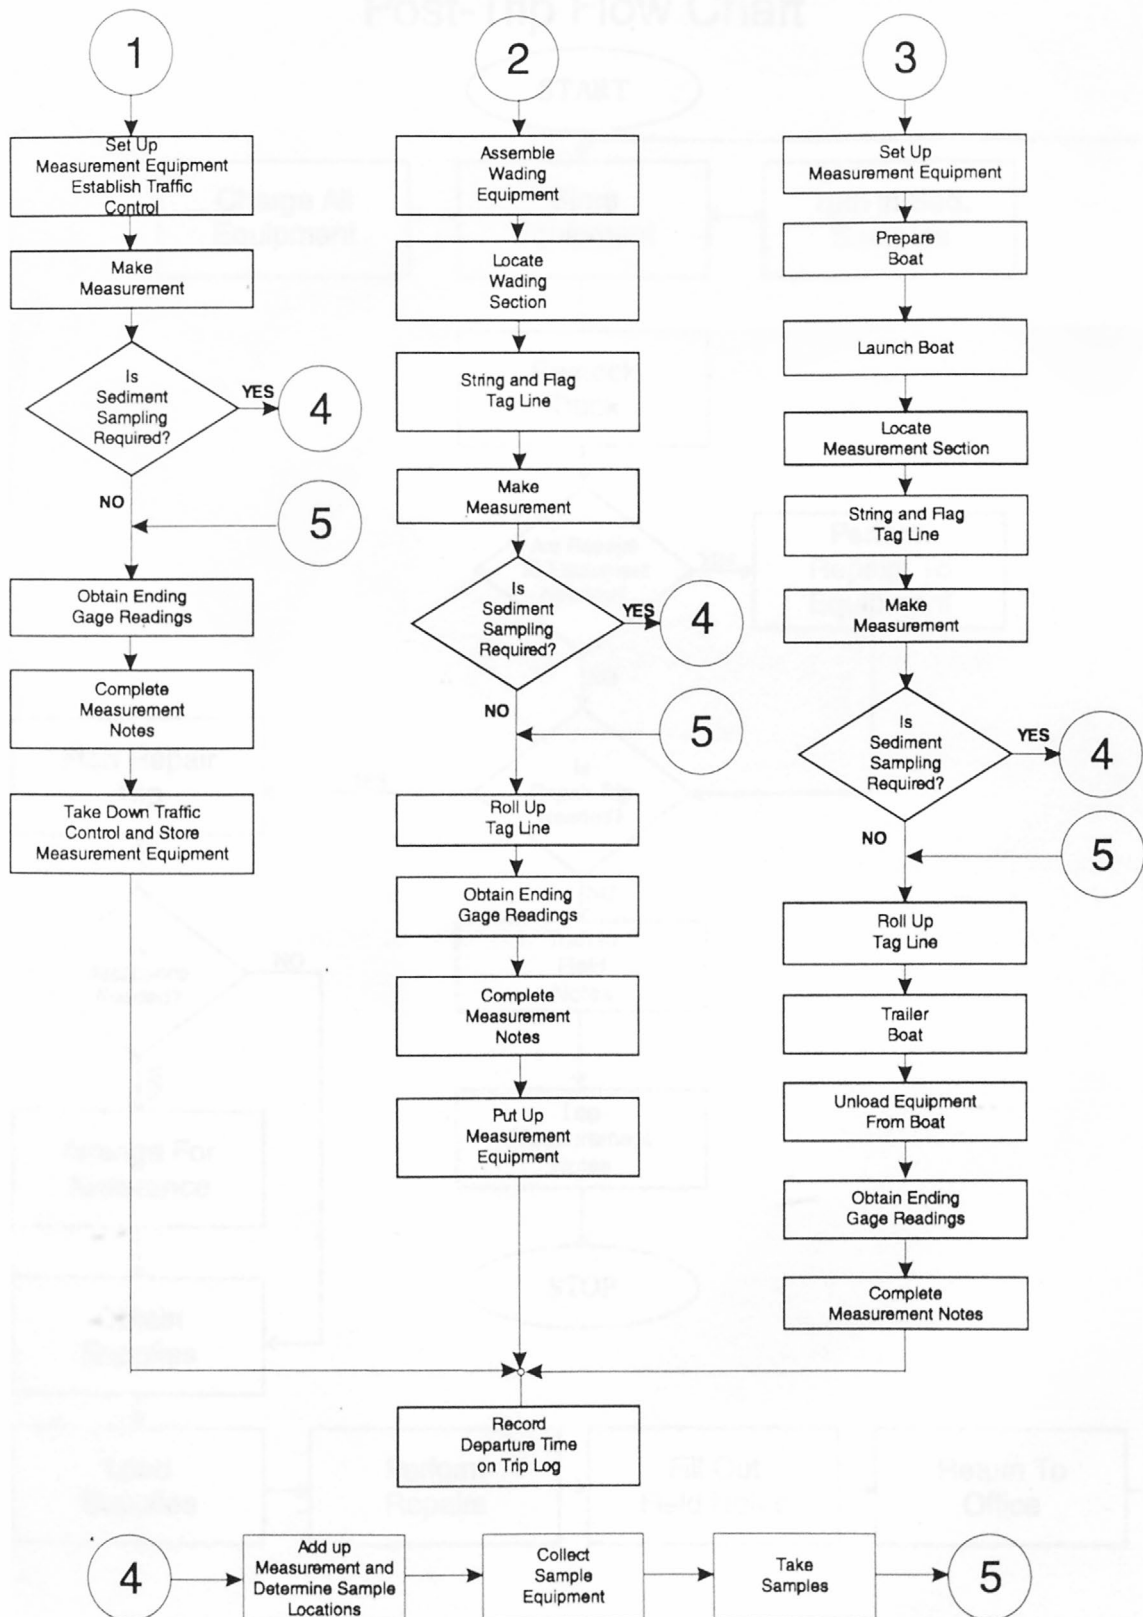 1
Set Up
Measurement Equipment
Establish Traffic
Control
Make
Measurement
Is
Sediment
Sampling
Required?
YES
4
NO
5
Obtain Ending
Gage Readings
Complete
Measurement
Notes
Take Down Traffic
Control and Store
Measurement Equipment
2
Assemble
Wading
Equipment
Locate
Wading
Section
String and Flag
Tag Line
Make
Measurement
Is
Sediment
Sampling
Required?
YES
4
NO
5
Roll Up
Tag Line
Obtain Ending
Gage Readings
Complete
Measurement
Notes
Put Up
Measurement
Equipment
3
Set Up
Measurement Equipment
Prepare
Boat
Launch Boat
Locate
Measurement Section
String and Flag
Tag Line
Make
Measurement
Is
Sediment
Sampling
Required?
YES
4
NO
5
Roll Up
Tag Line
Trailer
Boat
Unload Equipment
From Boat
Obtain Ending
Gage Readings
Complete
Measurement Notes
Record
Departure Time
on Trip Log
4
Add up
Measurement and
Determine Sample
Locations
Collect
Sample
Equipment
Take
Samples
5
Post-Trip Flow Chart
START
STOP